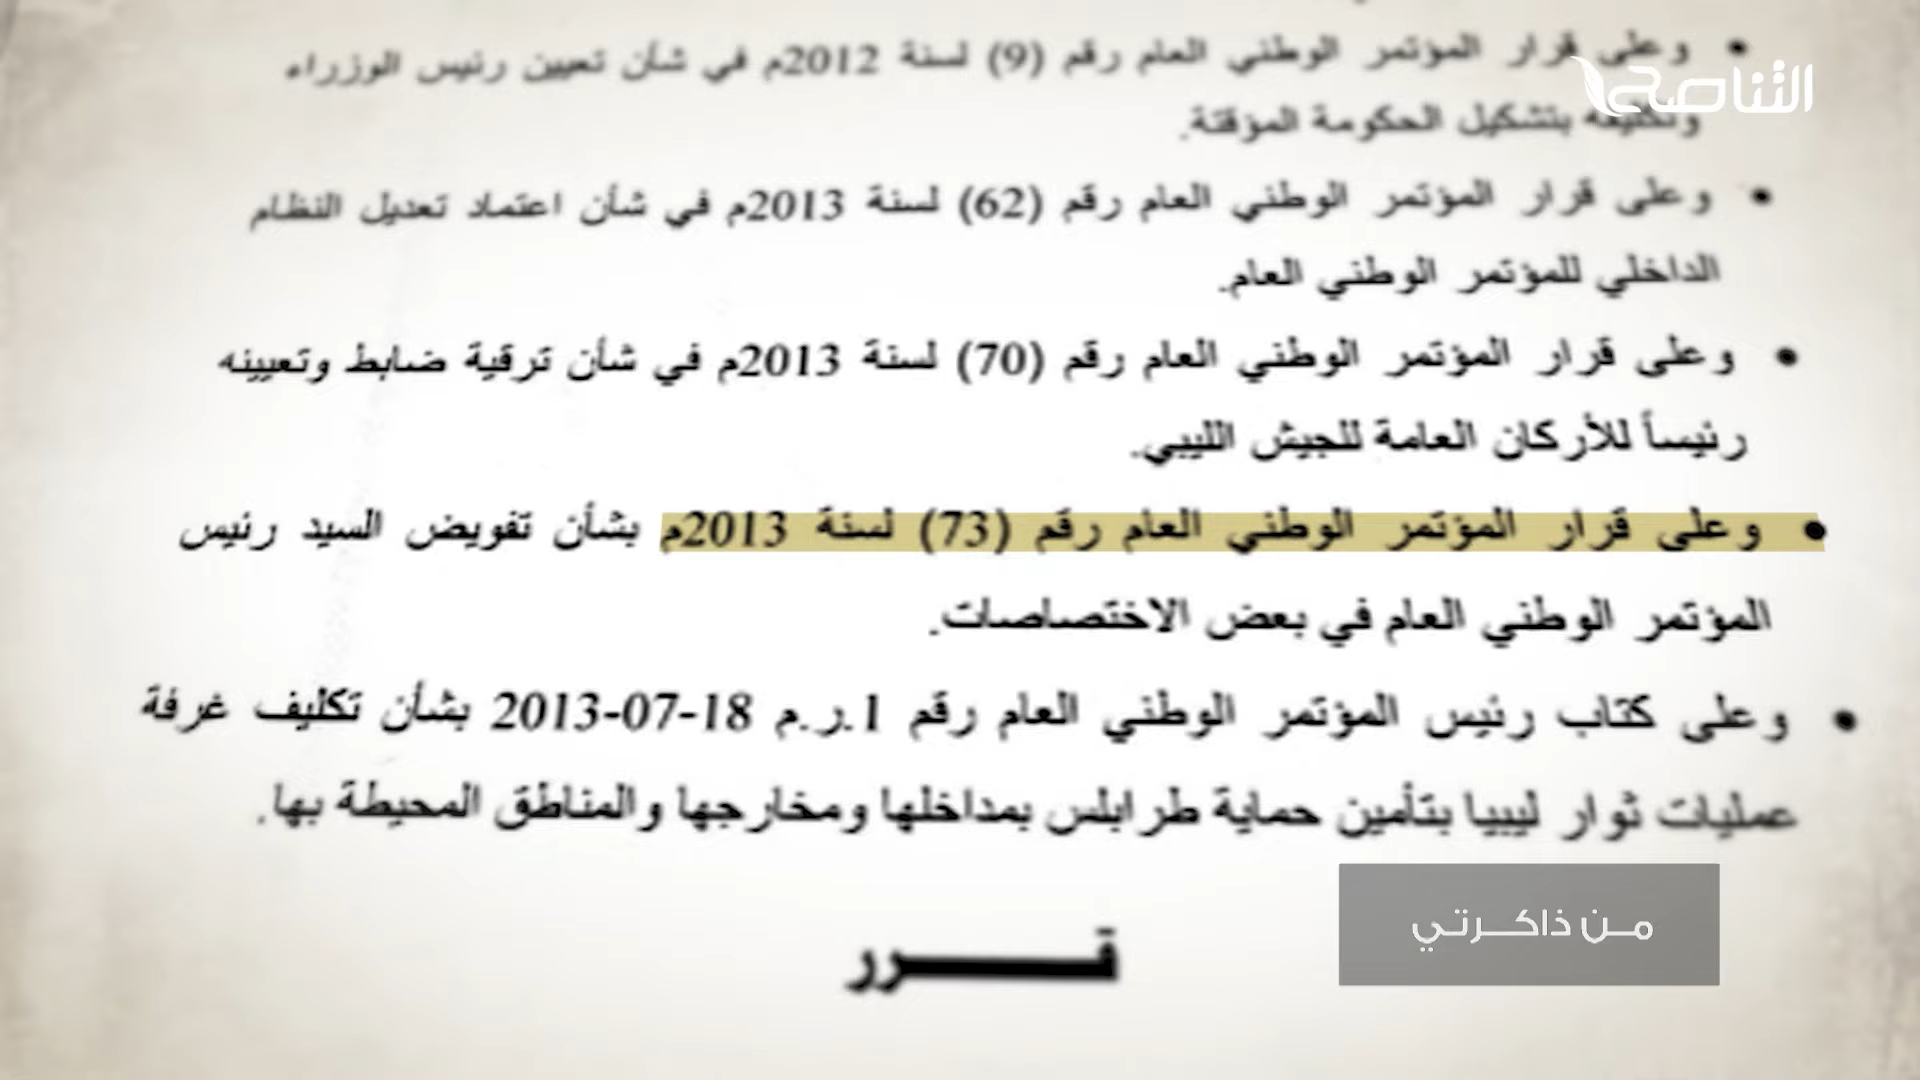 وعلى قرار المؤتمر الوطني العام رقم (9) لسنة 2012م في شأن تعيين رئيس الوزراء
التناصح
وتكليفه بتشكيل الحكومة المؤقتة.
• وعلى قرار المؤتمر الوطني العام رقم (62) لسنة 2013م في شأن اعتماد تعديل النظام
الداخلي للمؤتمر الوطني العام.
• وعلى قرار المؤتمر الوطني العام رقم (70) لسنة 2013م في شأن ترقية ضابط وتعيينه
رئيساً للأركان العامة للجيش الليبي.
• وعلى قرار المؤتمر الوطني العام رقم (73) لسنة 2013م بشأن تفويض السيد رئيس
المؤتمر الوطني العام في بعض الاختصاصات.
• وعلى كتاب رئيس المؤتمر الوطني العام رقم 1.ر.م 18-07-2013 بشأن تكليف غرفة
عمليات ثوار ليبيا بتأمين حماية طرابلس بمداخلها ومخارجها والمناطق المحيطة بها.
مـن ذاكـرتي
قــــــرر